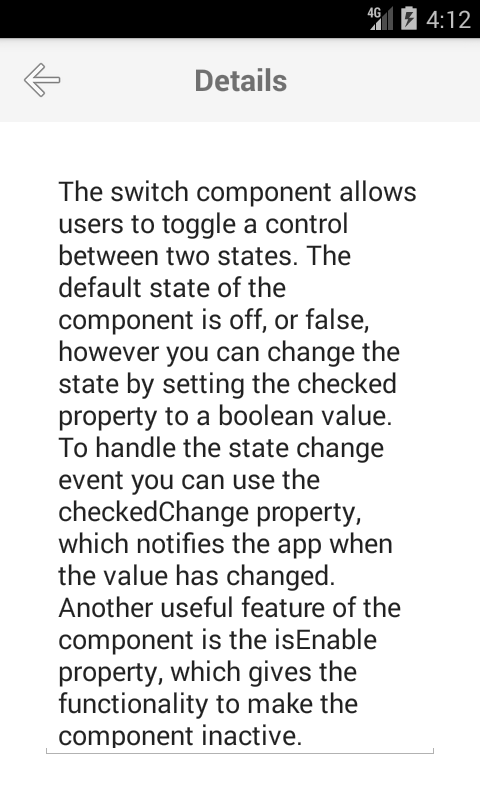 4G 4:12
Details
The switch component allows
users to toggle a control
between two states. The
default state of the
component is off, or false,
however you can change the
state by setting the checked
property to a boolean value.
To handle the state change
event you can use the
checkedChange property,
which notifies the app when
the value has changed.
Another useful feature of the
component is the isEnable
property, which gives the
functionality to make the
component inactive.